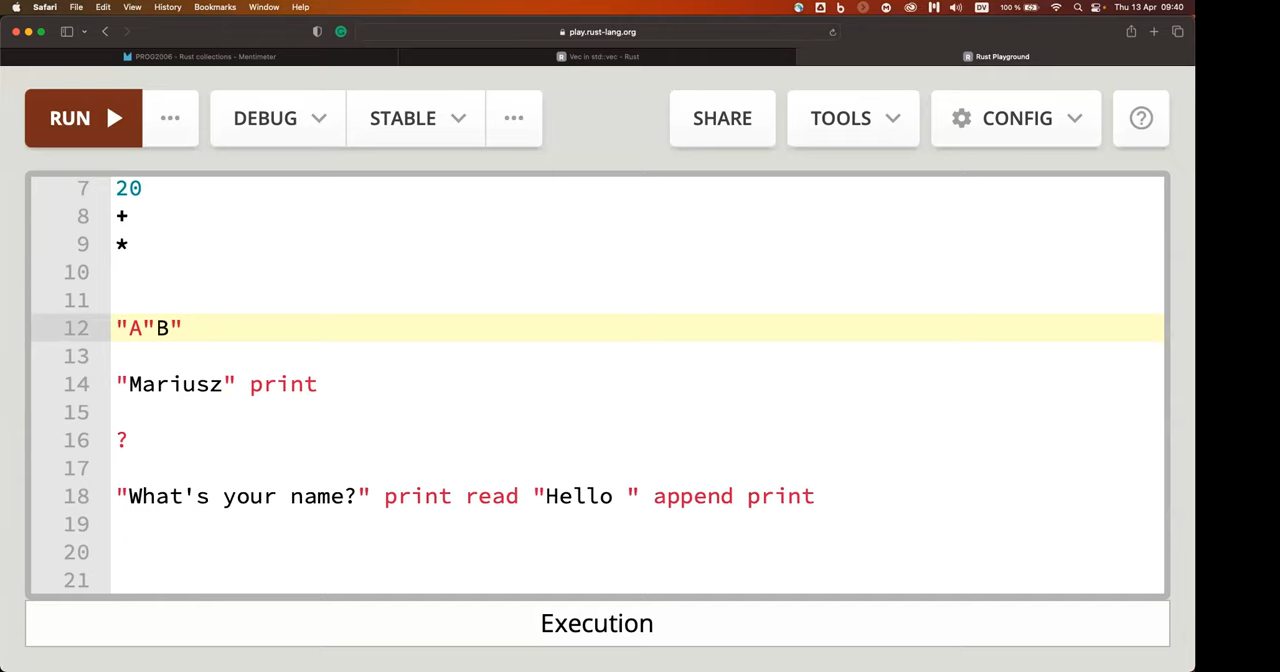 Safari File Edit View History Bookmarks Window Help DV 100 % Thu 13 Apr 09:40
play.rust-lang.org
PROG2006 - Rust collections - Mentimeter Vec in std::vec - Rust Rust Playground
RUN ··· DEBUG STABLE ··· SHARE TOOLS CONFIG ?
7 20
8 +
9 *
10
11
12 "A"B"
13
14 "Mariusz" print
15
16 ?
17
18 "What's your name?" print read "Hello " append print
19
20
21
Execution